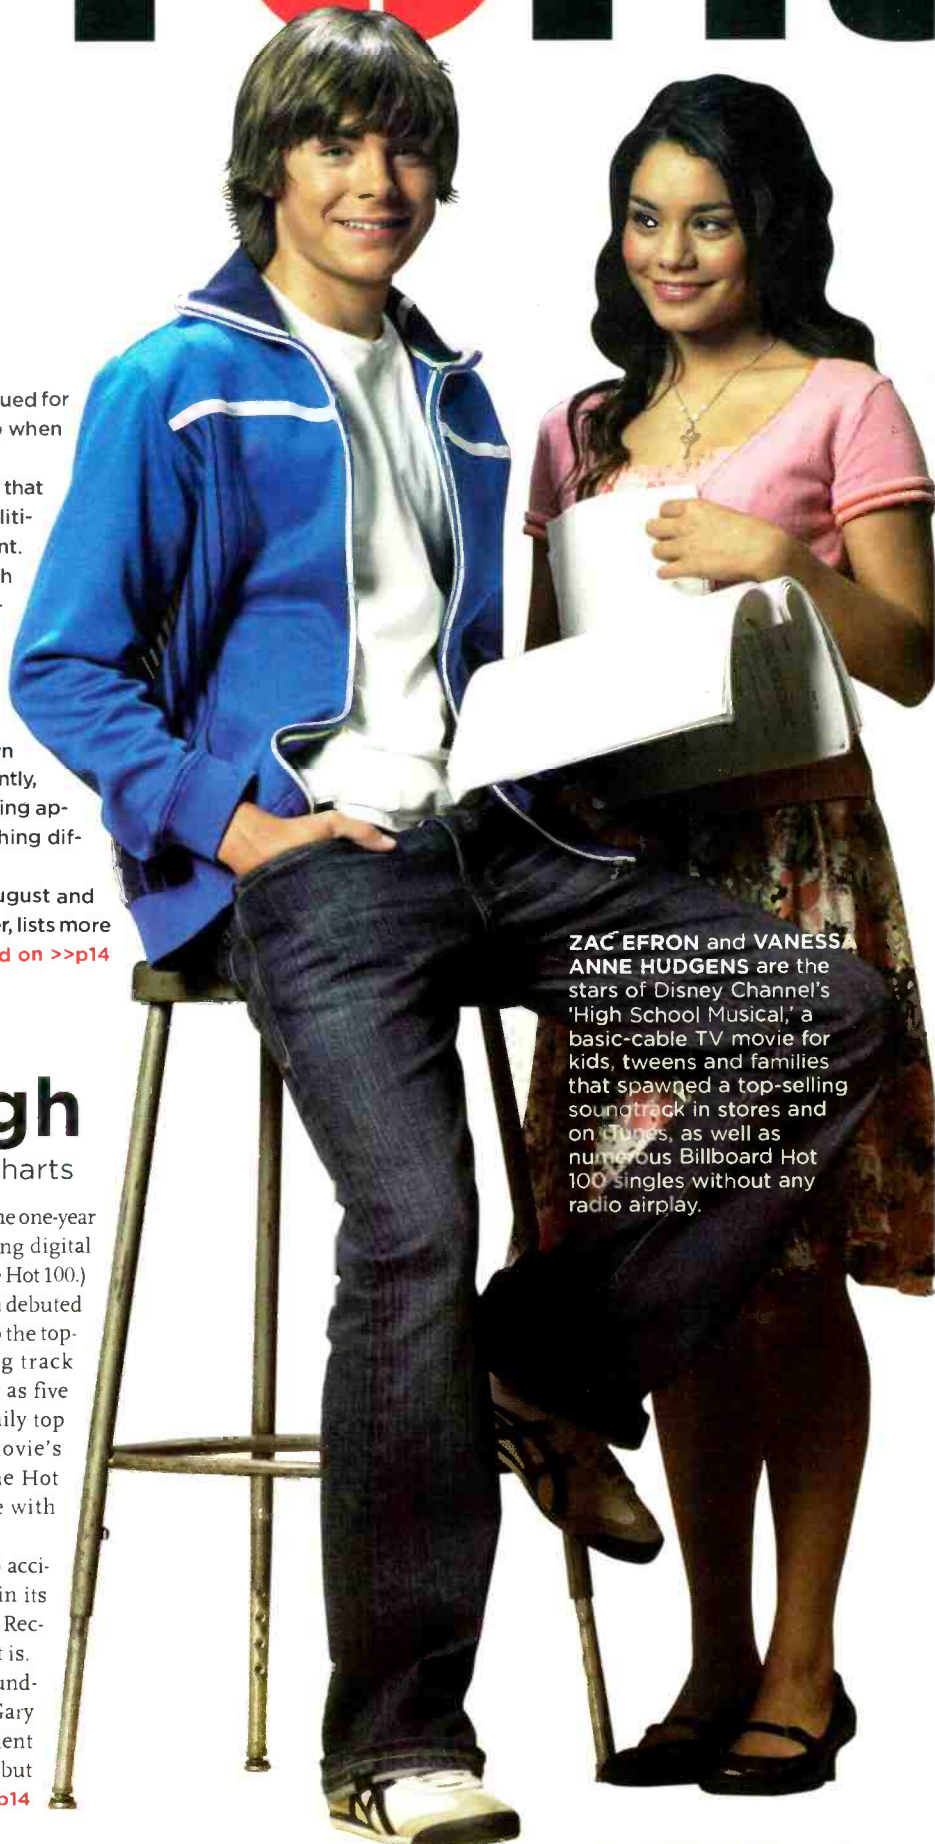 ued for
when
that
liti-
nt.
h
-
n
ntly,
ing ap-
hing dif-
ugust and
er, lists more
d on >>p14
gh
harts
ne one-year
ng digital
Hot 100.)
debuted
the top-
g track
as five
ily top
ovie's
e Hot
with
acci-
in its
Rec-
t is.
und-
Gary
ent
but
p14
ZAC EFRON and VANESSA
ANNE HUDGENS are the
stars of Disney Channel's
'High School Musical,' a
basic-cable TV movie for
kids, tweens and families
that spawned a top-selling
soundtrack in stores and
on iTunes, as well as
numerous Billboard Hot
100 singles without any
radio airplay.